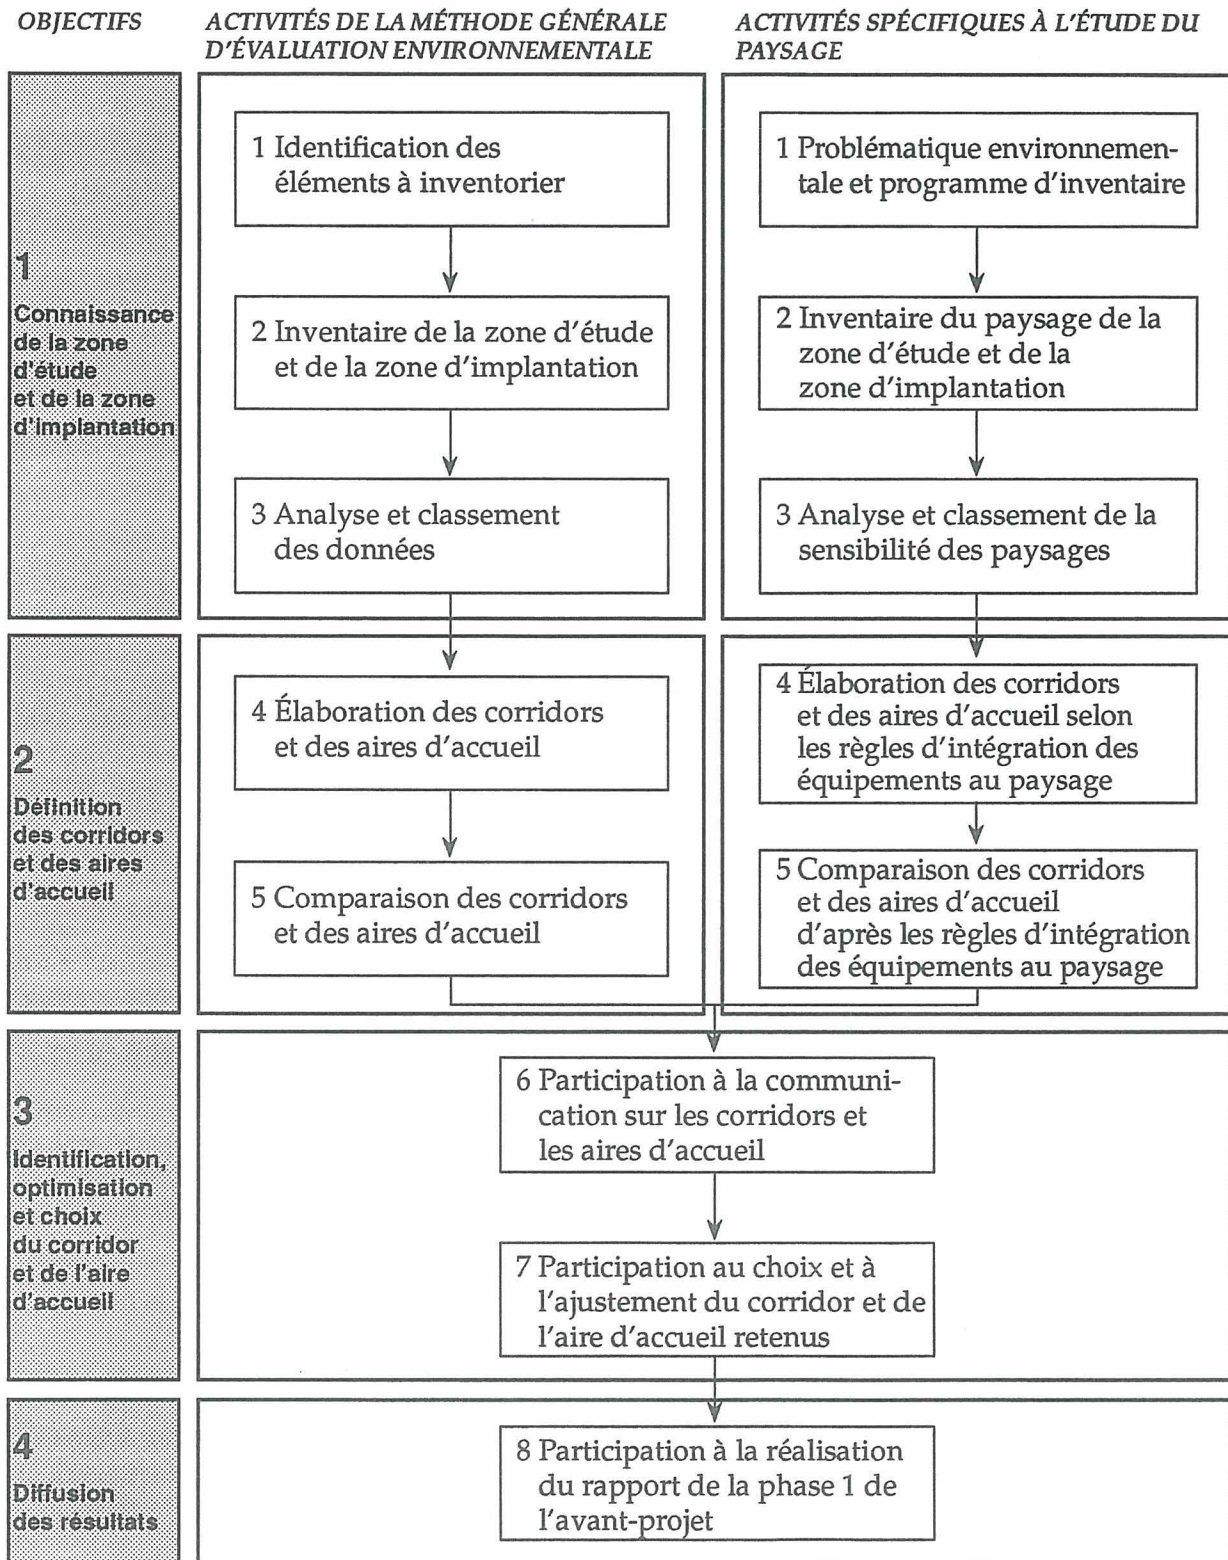 OBJECTIFS
ACTIVITÉS DE LA MÉTHODE GÉNÉRALE
D'ÉVALUATION ENVIRONNEMENTALE
ACTIVITÉS SPÉCIFIQUES À L'ÉTUDE DU
PAYSAGE
1
Connaissance
de la zone
d'étude
et de la zone
d'implantation
1 Identification des
éléments à inventorier
2 Inventaire de la zone d'étude
et de la zone d'implantation
3 Analyse et classement
des données
1 Problématique environnemen-
tale et programme d'inventaire
2 Inventaire du paysage de la
zone d'étude et de la
zone d'implantation
3 Analyse et classement de la
sensibilité des paysages
2
Définition
des corridors
et des aires
d'accueil
4 Élaboration des corridors
et des aires d'accueil
5 Comparaison des corridors
et des aires d'accueil
4 Élaboration des corridors
et des aires d'accueil selon
les règles d'intégration des
équipements au paysage
5 Comparaison des corridors
et des aires d'accueil
d'après les règles d'intégration
des équipements au paysage
3
Identification,
optimisation
et choix
du corridor
et de l'aire
d'accueil
6 Participation à la communi-
cation sur les corridors et
les aires d'accueil
7 Participation au choix et à
l'ajustement du corridor et de
l'aire d'accueil retenus
4
Diffusion
des résultats
8 Participation à la réalisation
du rapport de la phase 1 de
l'avant-projet